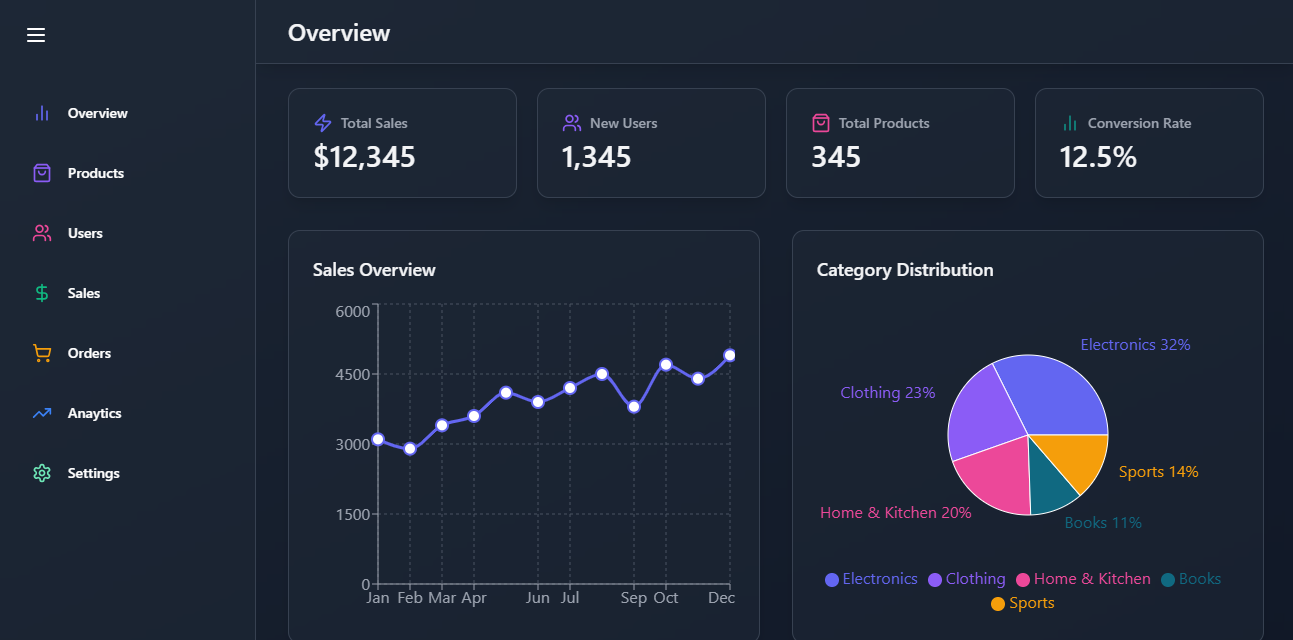 Overview
Overview
Products
Users
Sales
Orders
Anaytics
Settings
Total Sales
$12,345
New Users
1,345
Total Products
345
Conversion Rate
12.5%
Sales Overview
6000
4500
3000
1500
0
Jan Feb Mar Apr Jun Jul Sep Oct Dec
Category Distribution
Electronics 32%
Clothing 23%
Sports 14%
Home & Kitchen 20%
Books 11%
Electronics Clothing Home & Kitchen Books
Sports